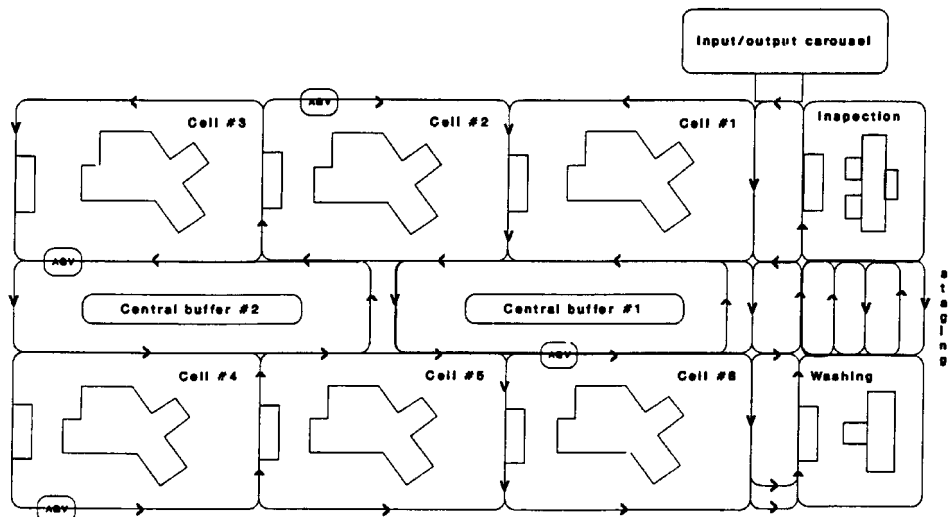 Input/output carousel
AGV
Cell #3
Cell #2
Cell #1
Inspection
AGV
Central buffer #2
Central buffer #1
staging
AGV
Cell #4
Cell #5
Cell #6
Washing
AGV